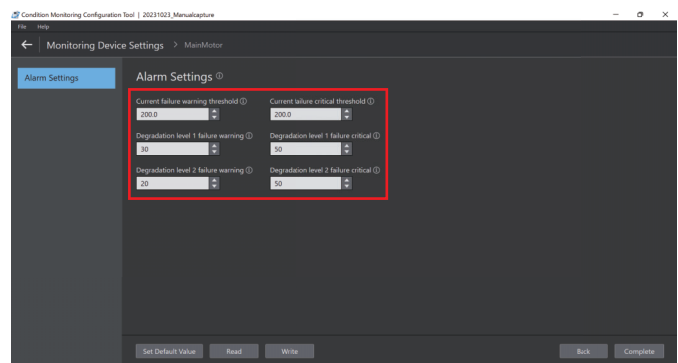 Condition Monitoring Configuration Tool | 20231023_Manualcapture
File Help
← Monitoring Device Settings > MainMotor
Alarm Settings
Alarm Settings ⓘ
Current failure warning threshold ⓘ Current failure critical threshold ⓘ
200.0 200.0
Degradation level 1 failure warning ⓘ Degradation level 1 failure critical ⓘ
30 50
Degradation level 2 failure warning ⓘ Degradation level 2 failure critical ⓘ
20 50
Set Default Value Read Write Back Complete